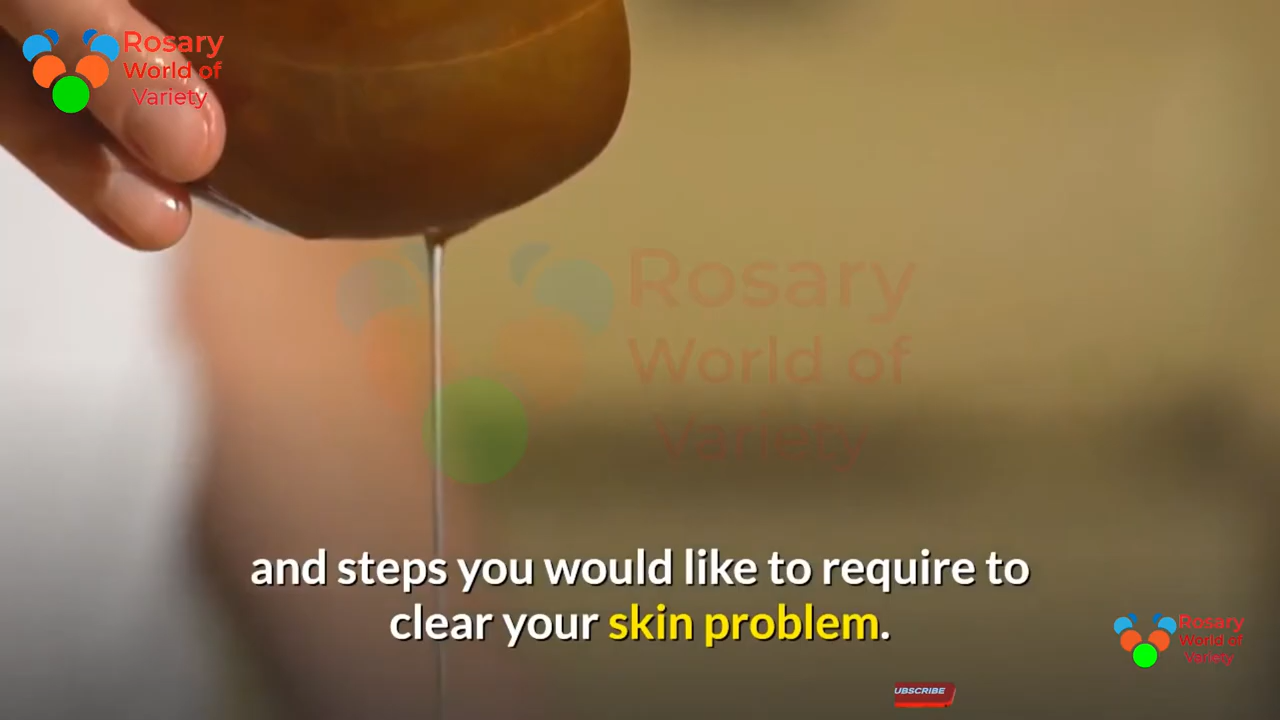 Rosary
World of
Variety
Rosary
World of
Variety
and steps you would like to require to
clear your skin problem.
Rosary
World of
Variety
UBSCRIBE